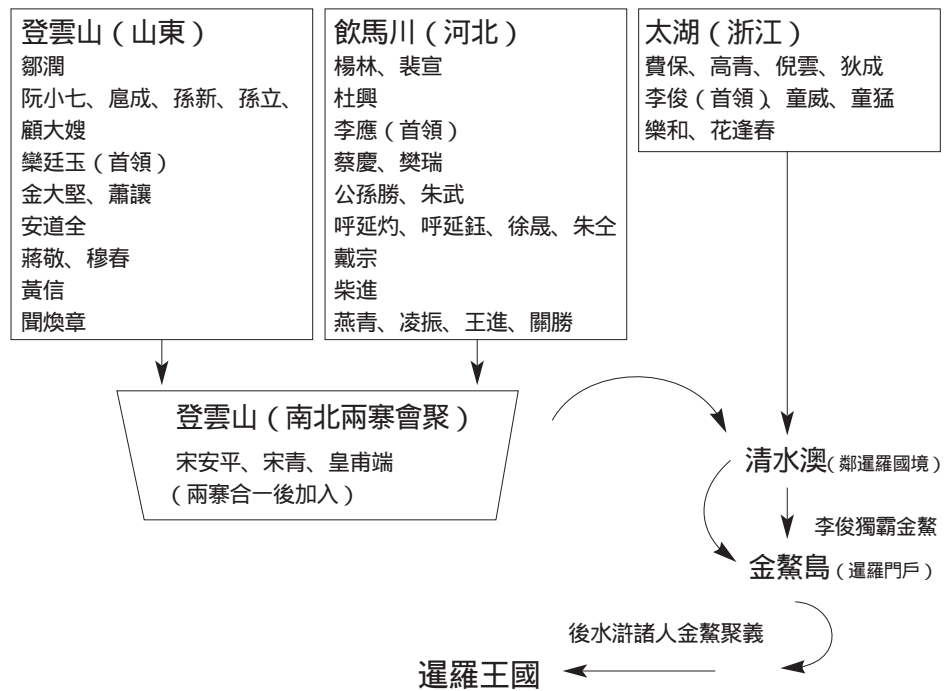 登雲山（山東）
鄒潤
阮小七、扈成、孫新、孫立、
顧大嫂
欒廷玉（首領）
金大堅、蕭讓
安道全
蔣敬、穆春
黃信
聞煥章
飲馬川（河北）
楊林、裴宣
杜興
李應（首領）
蔡慶、樊瑞
公孫勝、朱武
呼延灼、呼延鈺、徐晟、朱仝
戴宗
柴進
燕青、凌振、王進、關勝
太湖（浙江）
費保、高青、倪雲、狄成
李俊（首領）、童威、童猛
樂和、花逢春
登雲山（南北兩寨會聚）
宋安平、宋青、皇甫端
（兩寨合一後加入）
清水澳（鄰暹羅國境）
李俊獨霸金鰲
金鰲島（暹羅門戶）
後水滸諸人金鰲聚義
暹羅王國